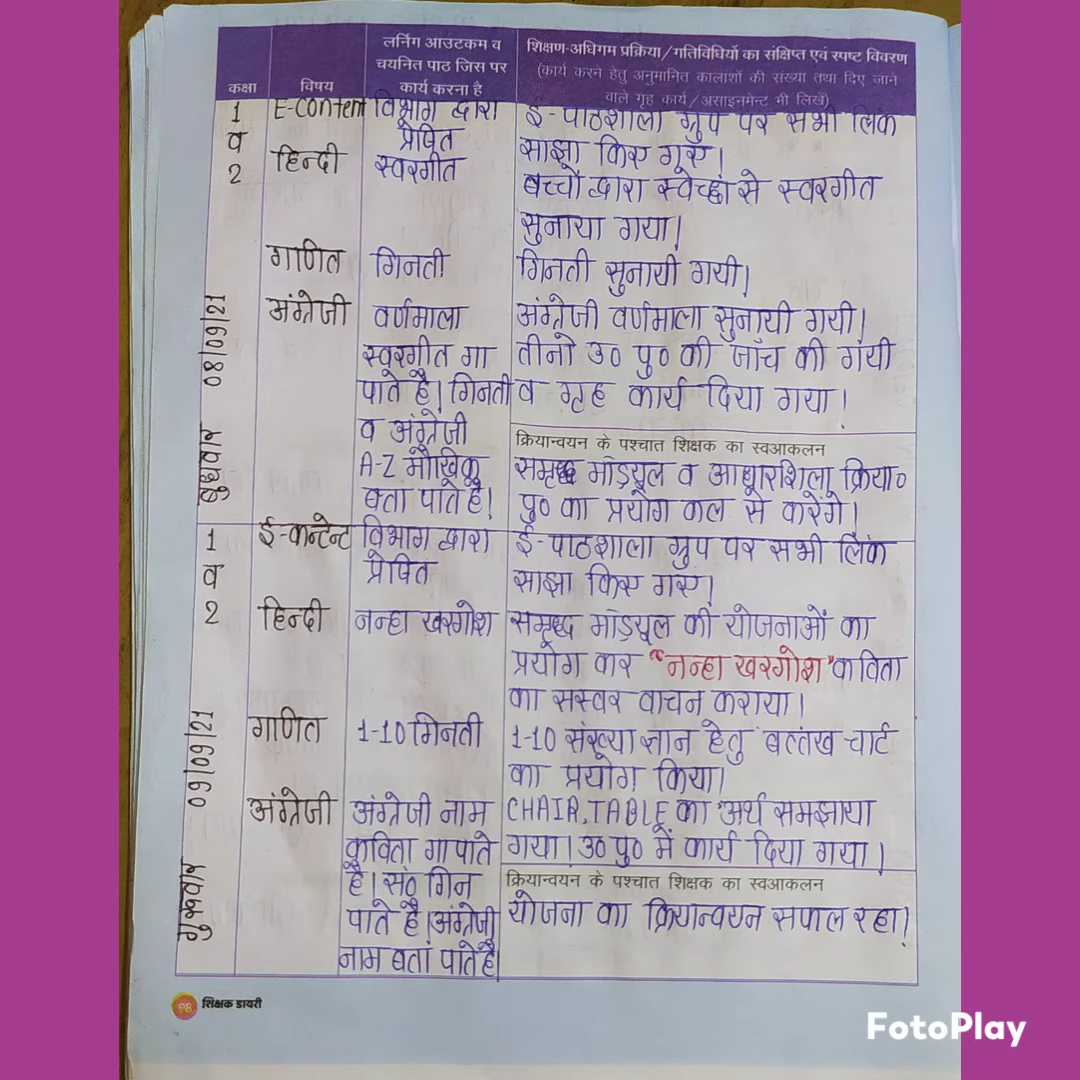 कक्षा
विषय
लर्निंग आउटकम व
चयनित पाठ जिस पर
कार्य करना है
शिक्षण-अधिगम प्रक्रिया/गतिविधियों का संक्षिप्त एवं स्पष्ट विवरण
(कार्य करने हेतु अनुमानित कालांशों की संख्या तथा दिए जाने
वाले गृह कार्य/असाइनमेन्ट भी लिखें)
बुधवार 08/09/21
1
व
2
E-Content
विभाग द्वारा
प्रेषित
ई-पाठशाला ग्रुप पर सभी लिंक
साझा किए गए।
हिन्दी
स्वरगीत
बच्चों द्वारा स्वेच्छा से स्वरगीत
सुनाया गया।
गाणित
गिनती
गिनती सुनायी गयी।
अंग्रेजी
वर्णमाला
अंग्रेजी वर्णमाला सुनायी गयी।
स्वरगीत गा
पाते है। गिनती
व अंग्रेजी
A-Z मौखिक
बता पाते है।
तीनो उ० पु० की जाँच की गयी
व गृह कार्य दिया गया।
क्रियान्वयन के पश्चात शिक्षक का स्वआकलन
समृद्ध मॉड्यूल व आधारशिला क्रिया०
पु० का प्रयोग कल से करेंगे।
गुरूवार 09/09/21
1
व
2
ई-कन्टेन्ट
विभाग द्वारा
प्रेषित
ई-पाठशाला ग्रुप पर सभी लिंक
साझा किए गए।
हिन्दी
नन्हा खरगोश
समृद्ध मॉड्यूल की योजनाओं का
प्रयोग कर "नन्हा खरगोश" कविता
का सस्वर वाचन कराया।
गाणित
1-10 गिनती
1-10 संख्या ज्ञान हेतु बत्तख चार्ट
का प्रयोग किया।
अंग्रेजी
अंग्रेजी नाम
कविता गा पाते
है। सं० गिन
पाते है। अंग्रेजी
नाम बता पाते है
CHAIR, TABLE का अर्थ समझाया
गया। उ० पु० में कार्य दिया गया।
क्रियान्वयन के पश्चात शिक्षक का स्वआकलन
योजना का क्रियान्वयन सफल रहा।
शिक्षक डायरी
FotoPlay